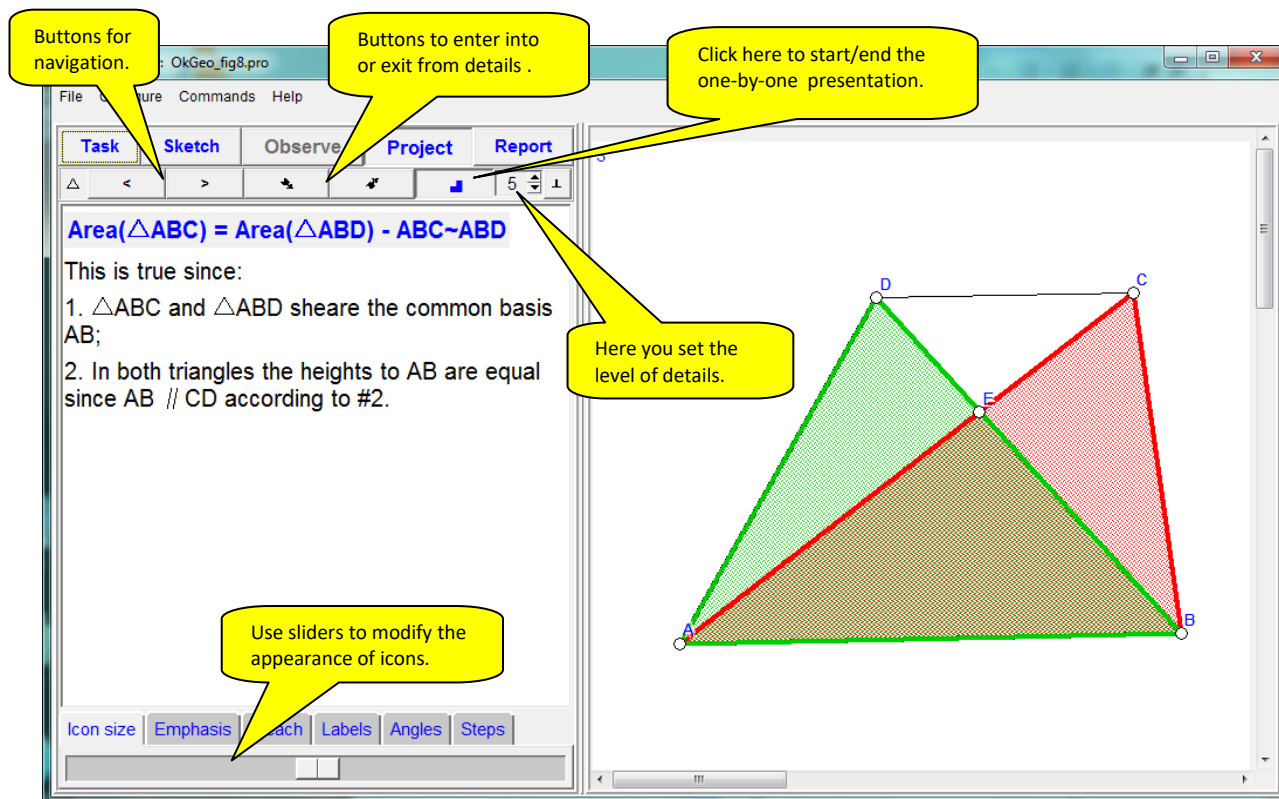 Buttons for
navigation.
Buttons to enter into
or exit from details .
Click here to start/end the
one-by-one presentation.
: OkGeo_fig8.pro
File
ure Commands Help
Task Sketch Observe Project Report
< > 5
Area(△ABC) = Area(△ABD) - ABC~ABD
This is true since:
1. △ABC and △ABD sheare the common basis
AB;
2. In both triangles the heights to AB are equal
since AB // CD according to #2.
Here you set the
level of details.
Use sliders to modify the
appearance of icons.
Icon size Emphasis Labels Angles Steps
D
C
E
A
B